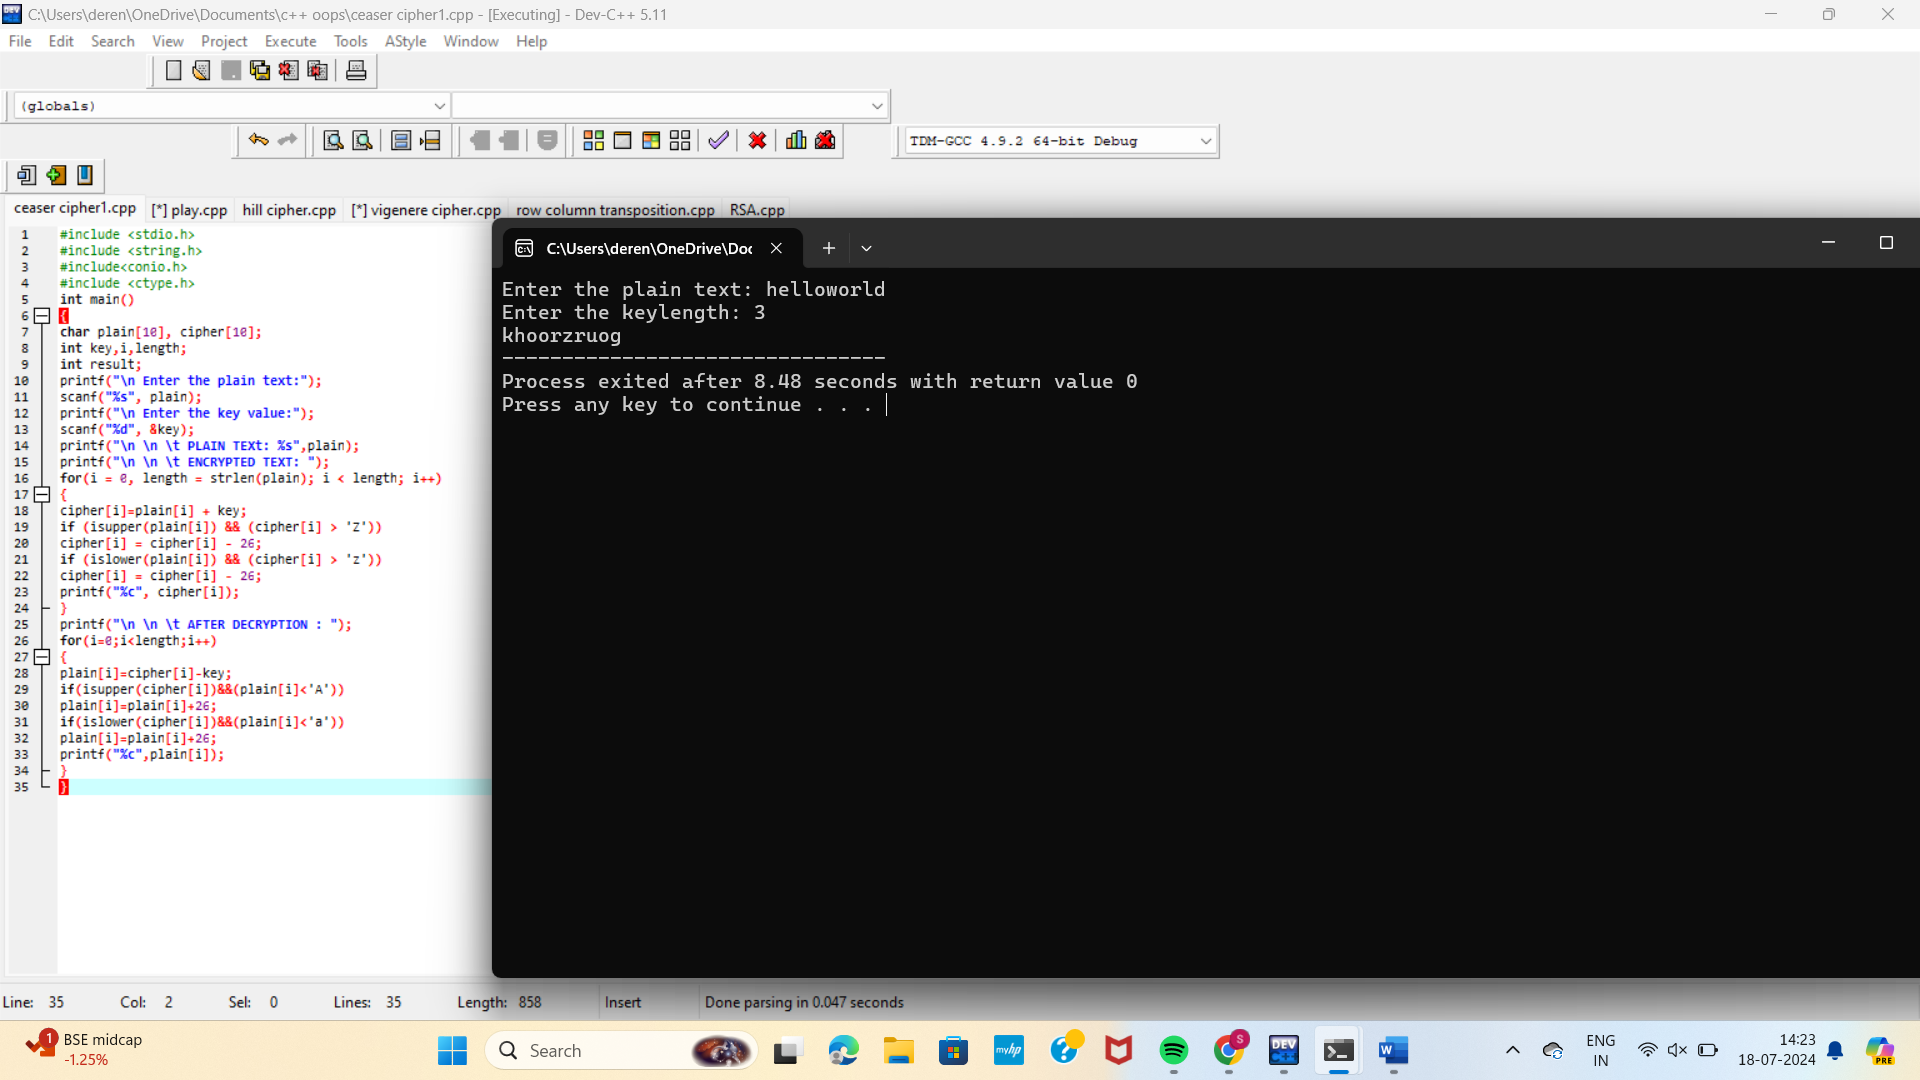 C:\Users\deren\OneDrive\Documents\c++ oops\ceaser cipher1.cpp - [Executing] - Dev-C++ 5.11
File Edit Search View Project Execute Tools AStyle Window Help
(globals)
TDM-GCC 4.9.2 64-bit Debug
ceaser cipher1.cpp [*] play.cpp hill cipher.cpp [*] vigenere cipher.cpp row column transposition.cpp RSA.cpp
1 #include <stdio.h>
2 #include <string.h>
3 #include<conio.h>
4 #include <ctype.h>
5 int main()
6 {
7 char plain[10], cipher[10];
8 int key,i,length;
9 int result;
10 printf("\n Enter the plain text:");
11 scanf("%s", plain);
12 printf("\n Enter the key value:");
13 scanf("%d", &key);
14 printf("\n \n \t PLAIN TEXt: %s",plain);
15 printf("\n \n \t ENCRYPTED TEXT: ");
16 for(i = 0, length = strlen(plain); i < length; i++)
17 {
18 cipher[i]=plain[i] + key;
19 if (isupper(plain[i]) && (cipher[i] > 'Z'))
20 cipher[i] = cipher[i] - 26;
21 if (islower(plain[i]) && (cipher[i] > 'z'))
22 cipher[i] = cipher[i] - 26;
23 printf("%c", cipher[i]);
24 }
25 printf("\n \n \t AFTER DECRYPTION : ");
26 for(i=0;i<length;i++)
27 {
28 plain[i]=cipher[i]-key;
29 if(isupper(cipher[i])&&(plain[i]<'A'))
30 plain[i]=plain[i]+26;
31 if(islower(cipher[i])&&(plain[i]<'a'))
32 plain[i]=plain[i]+26;
33 printf("%c",plain[i]);
34 }
35 }
C:\Users\deren\OneDrive\Doc
Enter the plain text: helloworld
Enter the keylength: 3
khoorzruog
--------------------------------
Process exited after 8.48 seconds with return value 0
Press any key to continue . . .
Line: 35 Col: 2 Sel: 0 Lines: 35 Length: 858 Insert Done parsing in 0.047 seconds
1
BSE midcap
-1.25%
Search
myhp
S
DEV
W
ENG
IN
14:23
18-07-2024
PRE